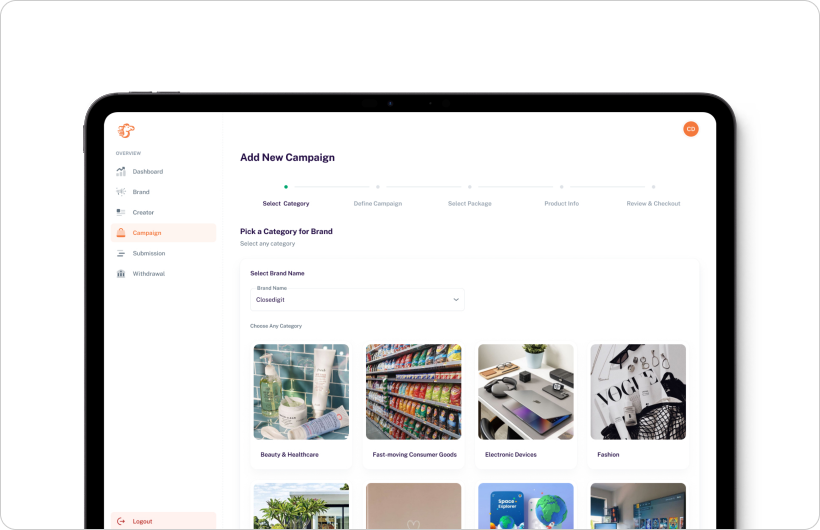 CD
OVERVIEW
Dashboard
Brand
Creator
Campaign
Submission
Withdrawal
Logout
Add New Campaign
Select Category
Define Campaign
Select Package
Product Info
Review & Checkout
Pick a Category for Brand
Select any category
Select Brand Name
Brand Name
Closedigit
Choose Any Category
VOGUE
Beauty & Healthcare
Fast-moving Consumer Goods
Electronic Devices
Fashion
Space -
Explorer